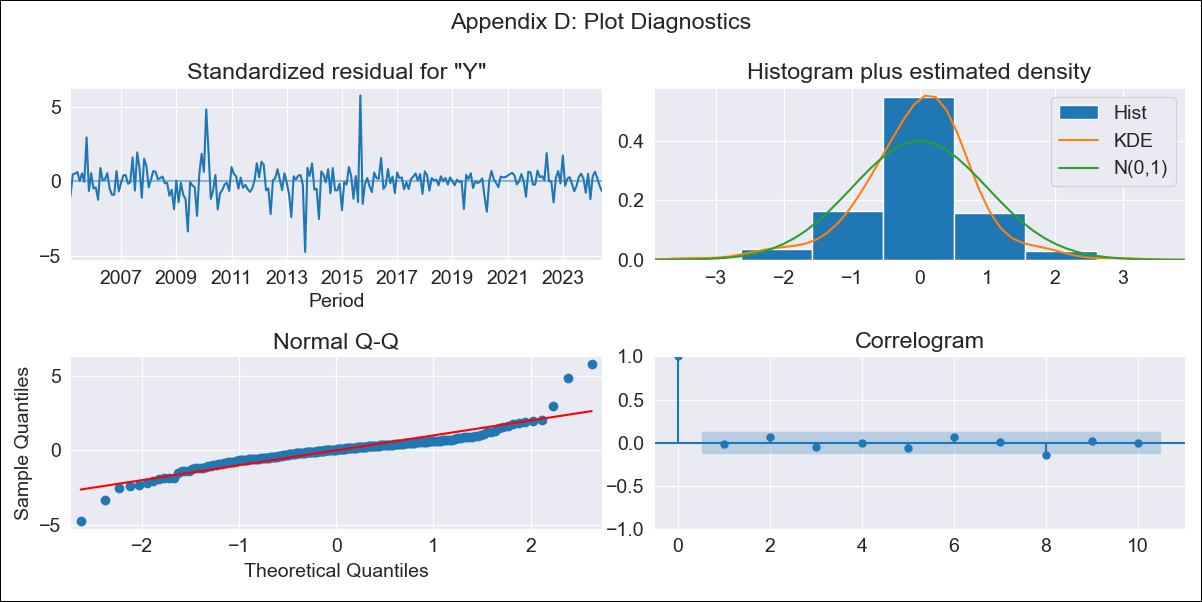 Appendix D: Plot Diagnostics
Standardized residual for "Y"
5
0
−5
2007 2009 2011 2013 2015 2017 2019 2021 2023
Period
Histogram plus estimated density
Hist
KDE
N(0,1)
0.4
0.2
0.0
−3 −2 −1 0 1 2 3
Normal Q-Q
Sample Quantiles
5
0
−5
−2 −1 0 1 2
Theoretical Quantiles
Correlogram
1.0
0.5
0.0
−0.5
−1.0
0 2 4 6 8 10